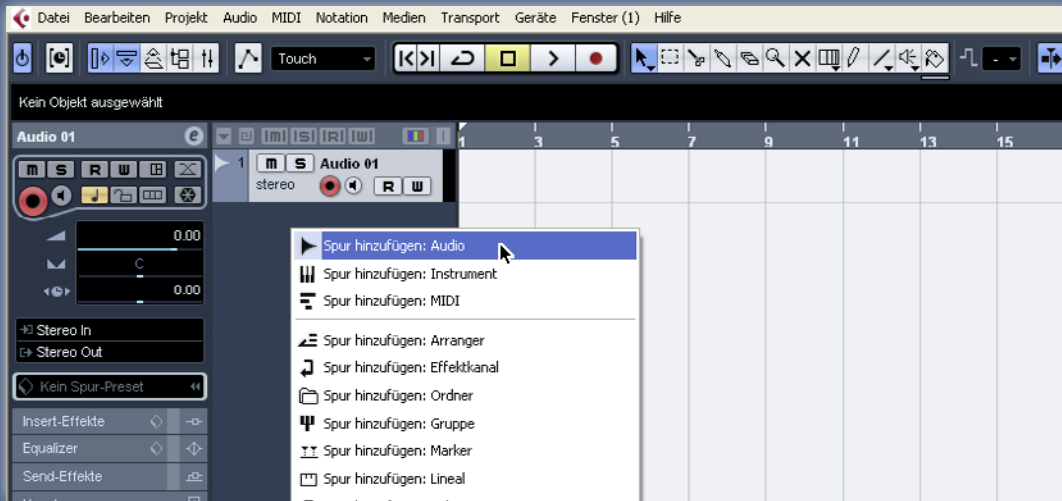 Datei Bearbeiten Projekt Audio MIDI Notation Medien Transport Geräte Fenster (1) Hilfe
Touch
-
Kein Objekt ausgewählt
Audio 01 e
m S R W
[m] [S] [R] [W]
1 3 5 7 9 11 13 15
1 m S Audio 01
stereo R W
0.00
C
0.00
Stereo In
Stereo Out
Kein Spur-Preset
Insert-Effekte
Equalizer
Send-Effekte
Spur hinzufügen: Audio
Spur hinzufügen: Instrument
Spur hinzufügen: MIDI
Spur hinzufügen: Arranger
Spur hinzufügen: Effektkanal
Spur hinzufügen: Ordner
Spur hinzufügen: Gruppe
Spur hinzufügen: Marker
Spur hinzufügen: Lineal